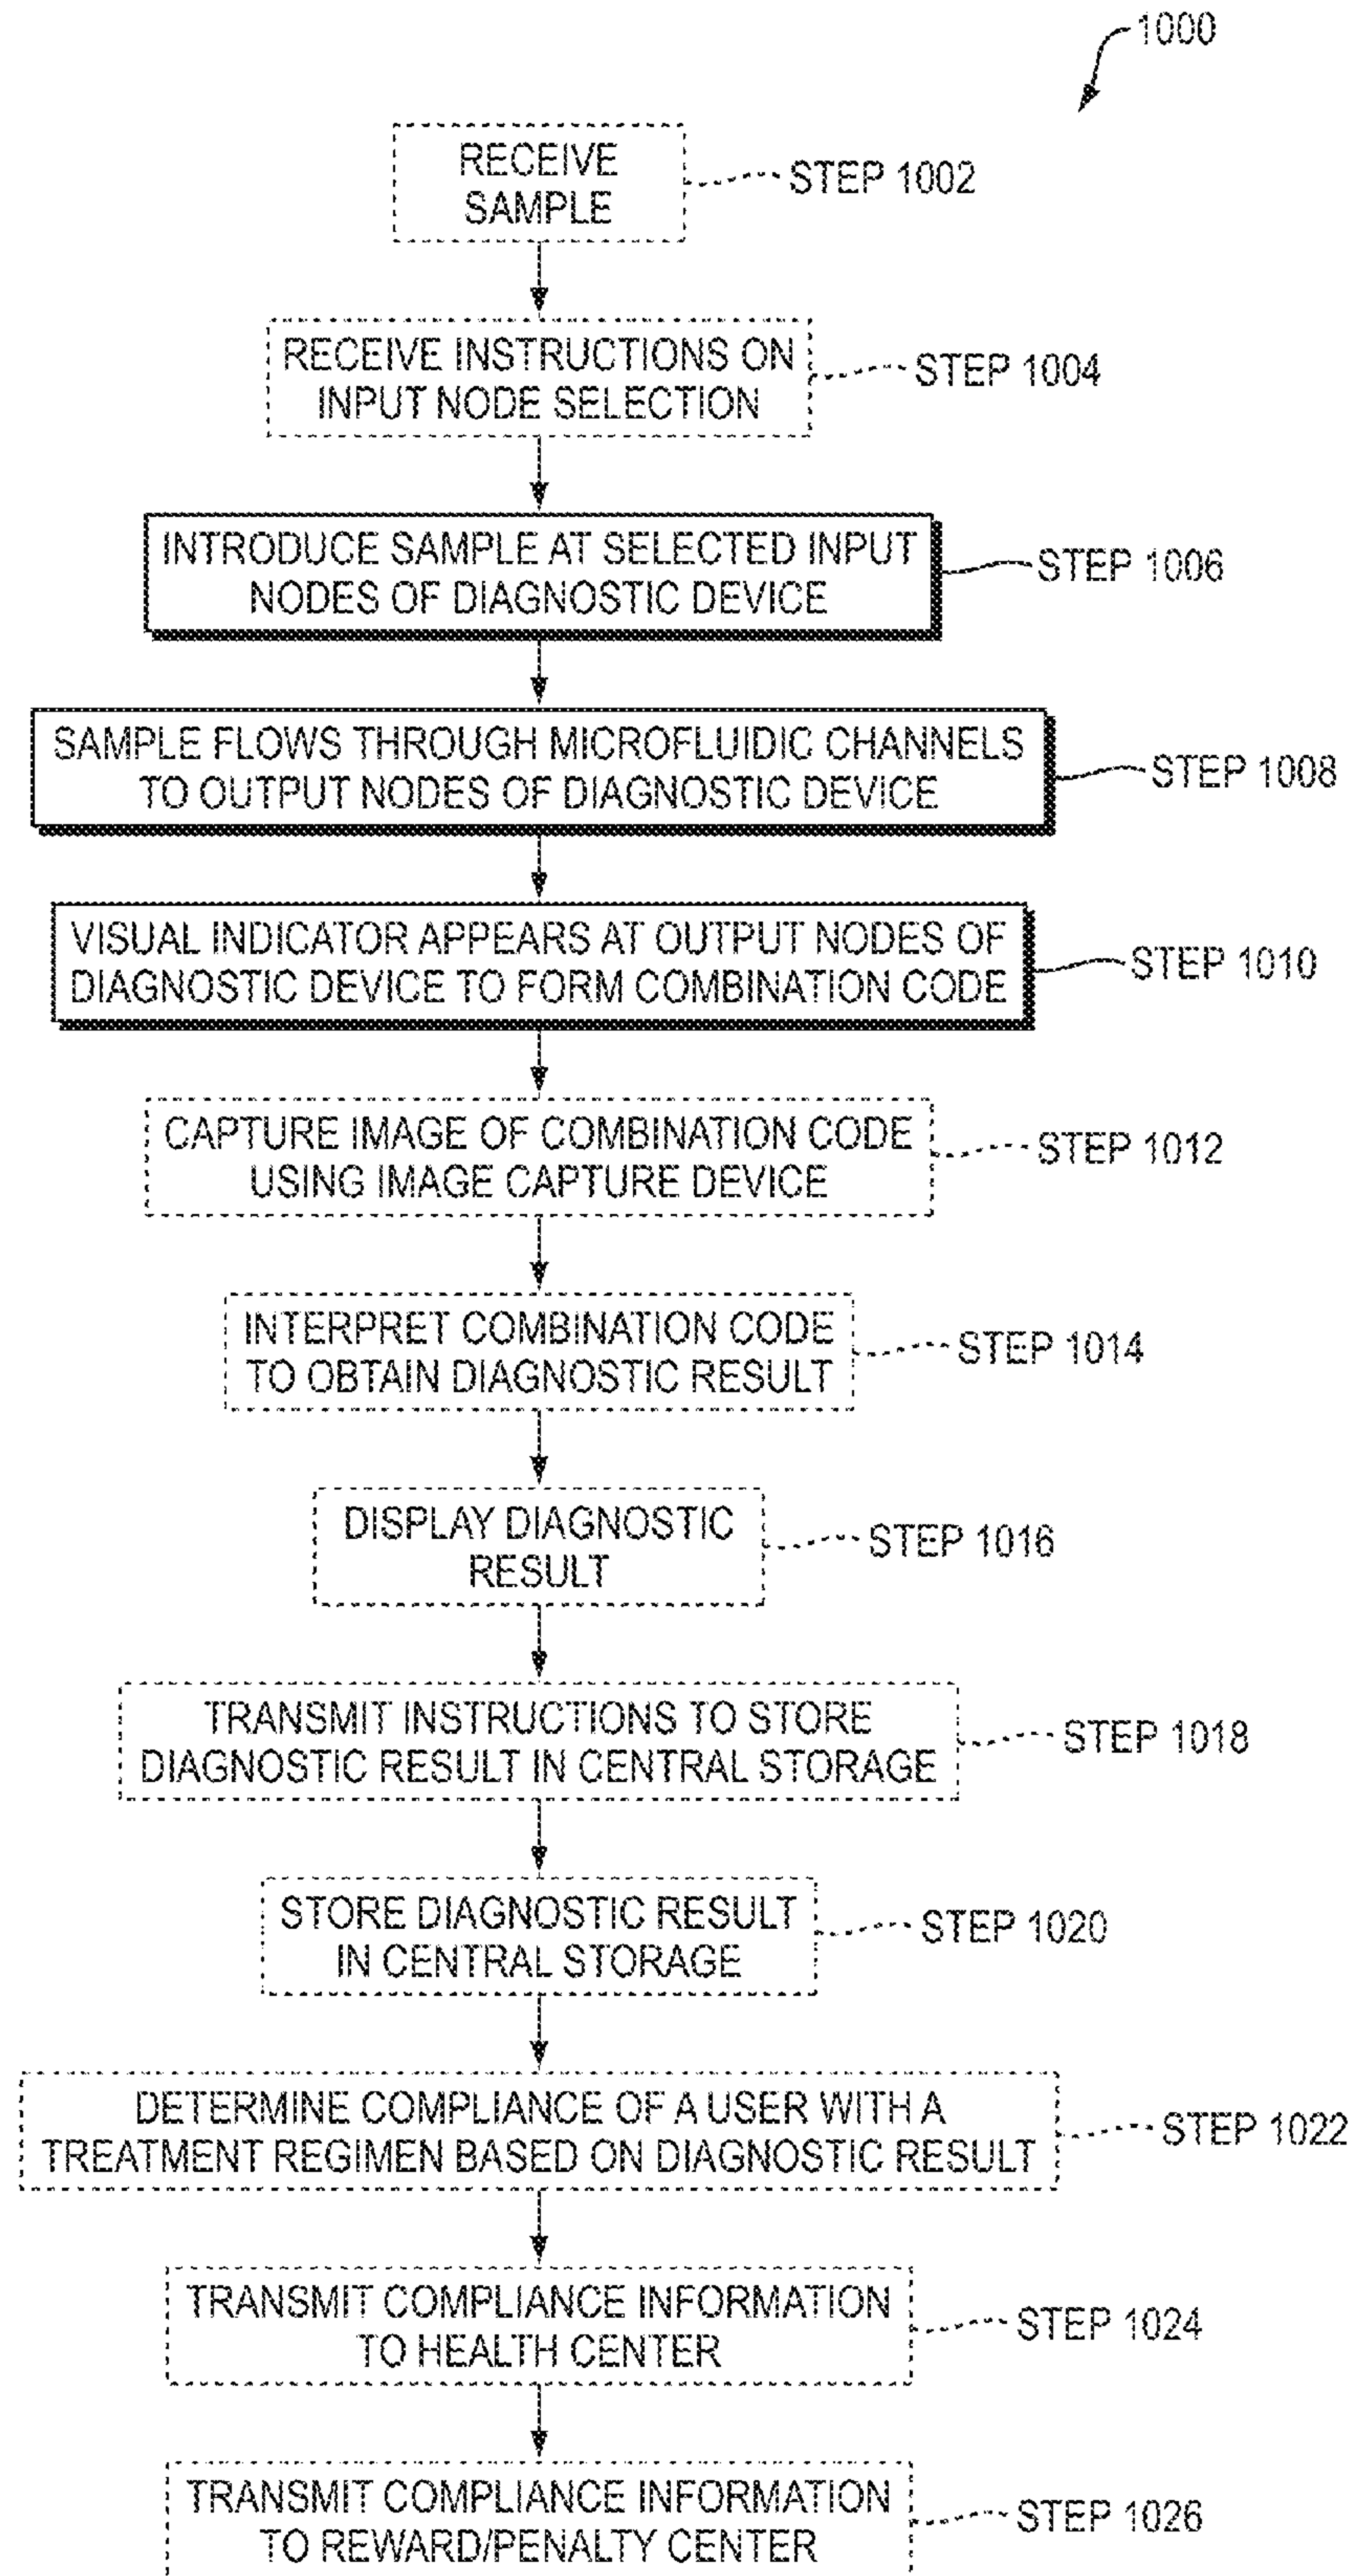 1000
RECEIVE
SAMPLE
STEP 1002
RECEIVE INSTRUCTIONS ON
INPUT NODE SELECTION
STEP 1004
INTRODUCE SAMPLE AT SELECTED INPUT
NODES OF DIAGNOSTIC DEVICE
STEP 1006
SAMPLE FLOWS THROUGH MICROFLUIDIC CHANNELS
TO OUTPUT NODES OF DIAGNOSTIC DEVICE
STEP 1008
VISUAL INDICATOR APPEARS AT OUTPUT NODES OF
DIAGNOSTIC DEVICE TO FORM COMBINATION CODE
STEP 1010
CAPTURE IMAGE OF COMBINATION CODE
USING IMAGE CAPTURE DEVICE
STEP 1012
INTERPRET COMBINATION CODE
TO OBTAIN DIAGNOSTIC RESULT
STEP 1014
DISPLAY DIAGNOSTIC
RESULT
STEP 1016
TRANSMIT INSTRUCTIONS TO STORE
DIAGNOSTIC RESULT IN CENTRAL STORAGE
STEP 1018
STORE DIAGNOSTIC RESULT
IN CENTRAL STORAGE
STEP 1020
DETERMINE COMPLIANCE OF A USER WITH A
TREATMENT REGIMEN BASED ON DIAGNOSTIC RESULT
STEP 1022
TRANSMIT COMPLIANCE INFORMATION
TO HEALTH CENTER
STEP 1024
TRANSMIT COMPLIANCE INFORMATION
TO REWARD/PENALTY CENTER
STEP 1026